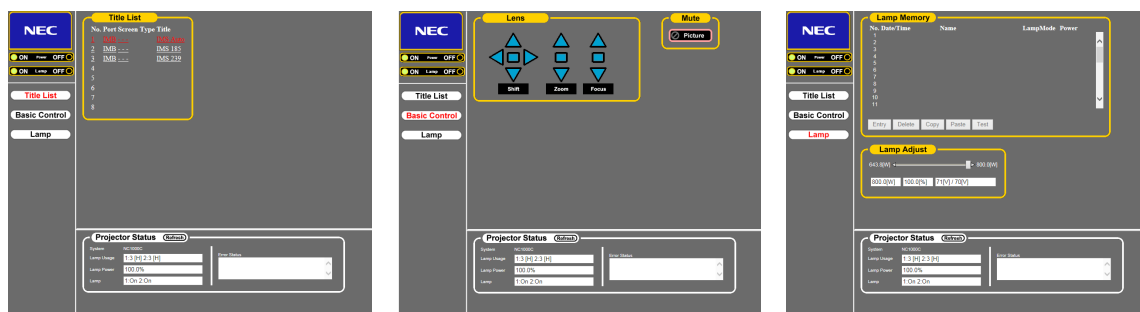 NEC
ON Power OFF
ON Lamp OFF
Title List
Basic Control
Lamp
Title List
No. Port Screen Type Title
1 IMB - - -
2 IMB - - - IMS 185
3 IMB - - - IMS 239
4
5
6
7
8
Projector Status Refresh
System NC1000C
Lamp Usage 1:3 [H] 2:3 [H]
Lamp Power 100.0%
Lamp 1:On 2:On
Error Status
NEC
ON Power OFF
ON Lamp OFF
Title List
Basic Control
Lamp
Lens
Shift Zoom Focus
Mute
Picture
Projector Status Refresh
System NC1000C
Lamp Usage 1:3 [H] 2:3 [H]
Lamp Power 100.0%
Lamp 1:On 2:On
Error Status
NEC
ON Power OFF
ON Lamp OFF
Title List
Basic Control
Lamp
Lamp Memory
No. Date/Time Name LampMode Power
1
2
3
4
5
6
7
8
9
10
11
Entry Delete Copy Paste Test
Lamp Adjust
643.8[W] 800.0[W]
800.0[W] 100.0[%] 71[V] / 70[V]
Projector Status Refresh
System NC1000C
Lamp Usage 1:3 [H] 2:3 [H]
Lamp Power 100.0%
Lamp 1:On 2:On
Error Status